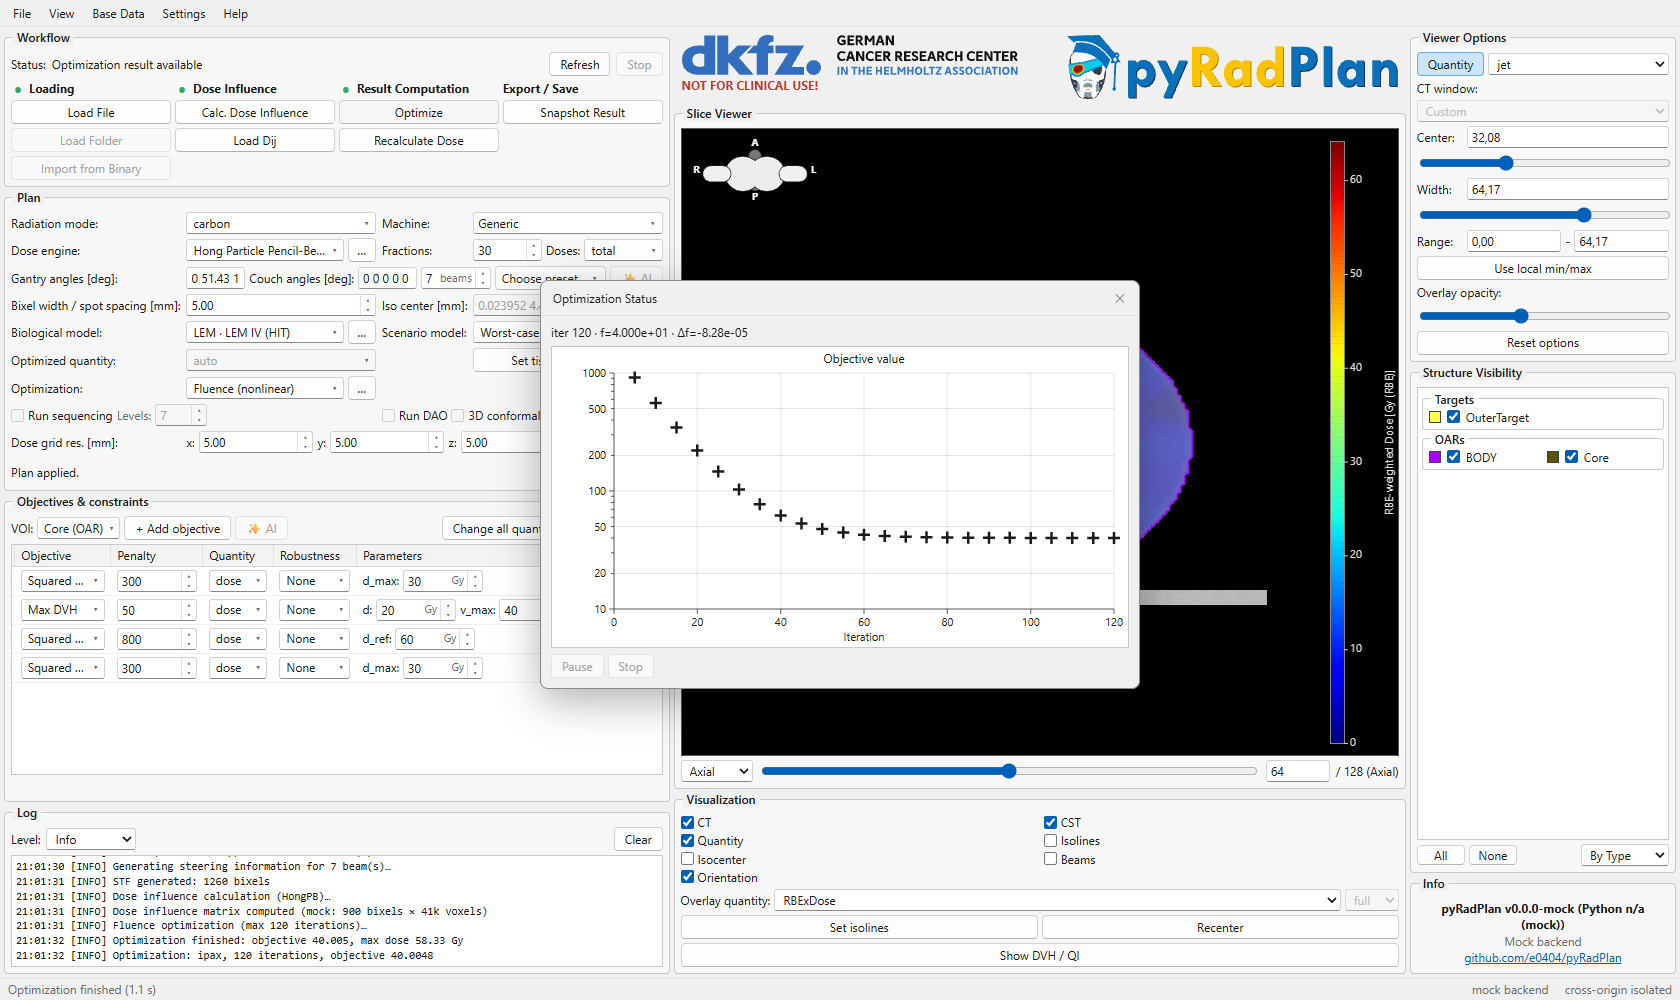 File View Base Data Settings Help
Workflow
Status: Optimization result available
Refresh Stop
Loading Dose Influence Result Computation Export / Save
Load File Calc. Dose Influence Optimize Snapshot Result
Load Folder Load Dij Recalculate Dose
Import from Binary
Plan
Radiation mode: carbon Machine: Generic
Dose engine: Hong Particle Pencil-Be... ... Fractions: 30 Doses: total
Gantry angles [deg]: 0 51.43 1 Couch angles [deg]: 0 0 0 0 0 7 beams Choose preset AI
Bixel width / spot spacing [mm]: 5.00 Iso center [mm]: 0.023952 4.
Biological model: LEM · LEM IV (HIT) ... Scenario model: Worst-case
Optimized quantity: auto Set tis
Optimization: Fluence (nonlinear) ...
Run sequencing Levels: 7 Run DAO 3D conformal
Dose grid res. [mm]: x: 5.00 y: 5.00 z: 5.00
Plan applied.
Objectives & constraints
VOI: Core (OAR) + Add objective AI Change all quant
Objective Penalty Quantity Robustness Parameters
Squared ... 300 dose None d_max: 30 Gy
Max DVH 50 dose None d: 20 Gy v_max: 40
Squared ... 800 dose None d_ref: 60 Gy
Squared ... 300 dose None d_max: 30 Gy
Log
Level: Info Clear
21:01:30 [INFO] Generating steering information for 7 beam(s)…
21:01:31 [INFO] STF generated: 1260 bixels
21:01:31 [INFO] Dose influence calculation (HongPB)…
21:01:31 [INFO] Dose influence matrix computed (mock: 900 bixels × 41k voxels)
21:01:31 [INFO] Fluence optimization (max 120 iterations)…
21:01:32 [INFO] Optimization finished: objective 40.005, max dose 58.33 Gy
21:01:32 [INFO] Optimization: ipax, 120 iterations, objective 40.0048
Optimization finished (1.1 s)
dkfz.
GERMAN
CANCER RESEARCH CENTER
IN THE HELMHOLTZ ASSOCIATION
NOT FOR CLINICAL USE!
pyRadPlan
Slice Viewer
A
R L
P
60
50
40
30
20
10
0
RBE-weighted Dose [Gy (RBE)]
Axial 64 / 128 (Axial)
Optimization Status
iter 120 · f=4.000e+01 · Δf=-8.28e-05
Objective value
1000
500
200
100
50
20
10
0 20 40 60 80 100 120
Iteration
Pause Stop
Visualization
CT CST
Quantity Isolines
Isocenter Beams
Orientation
Overlay quantity: RBExDose full
Set isolines Recenter
Show DVH / QI
Viewer Options
Quantity jet
CT window:
Custom
Center: 32,08
Width: 64,17
Range: 0,00 - 64,17
Use local min/max
Overlay opacity:
Reset options
Structure Visibility
Targets
OuterTarget
OARs
BODY Core
All None By Type
Info
pyRadPlan v0.0.0-mock (Python n/a
(mock))
Mock backend
github.com/e0404/pyRadPlan
mock backend cross-origin isolated